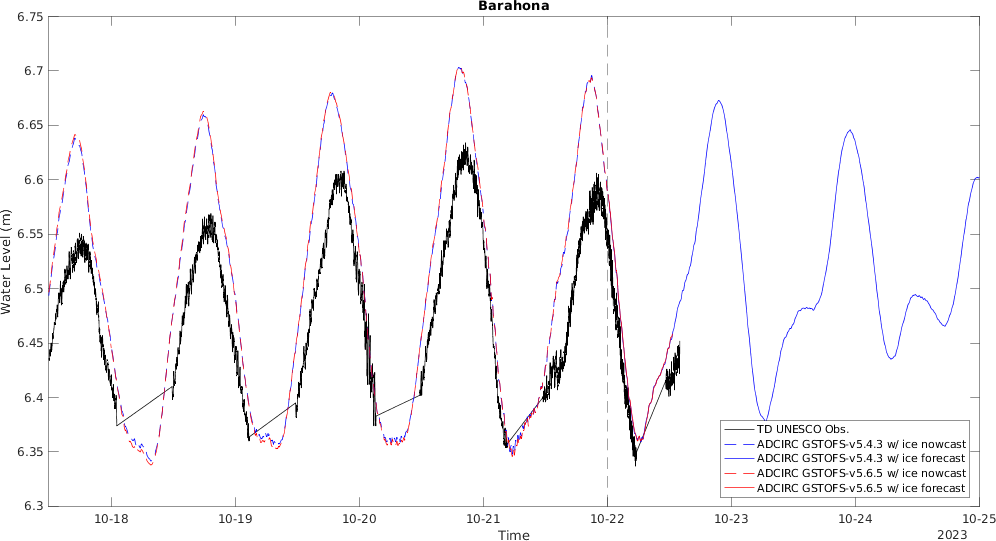 Barahona
6.75
6.7
6.65
6.6
6.55
6.5
6.45
6.4
6.35
6.3
Water Level (m)
10-18 10-19 10-20 10-21 10-22 10-23 10-24 10-25
Time
2023
TD UNESCO Obs.
ADCIRC GSTOFS-v5.4.3 w/ ice nowcast
ADCIRC GSTOFS-v5.4.3 w/ ice forecast
ADCIRC GSTOFS-v5.6.5 w/ ice nowcast
ADCIRC GSTOFS-v5.6.5 w/ ice forecast